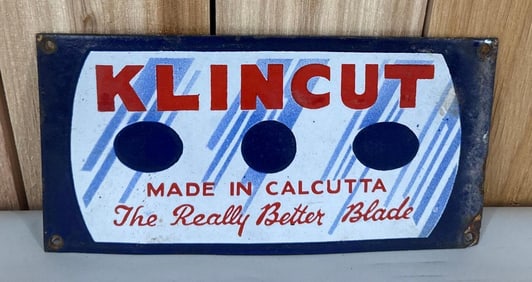 KLINCUT
MADE IN CALCUTTA
The Really Better Blade